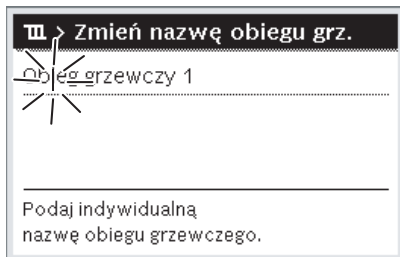 > Zmień nazwę obiegu grz.
Obieg grzewczy 1
Podaj indywidualną
nazwę obiegu grzewczego.